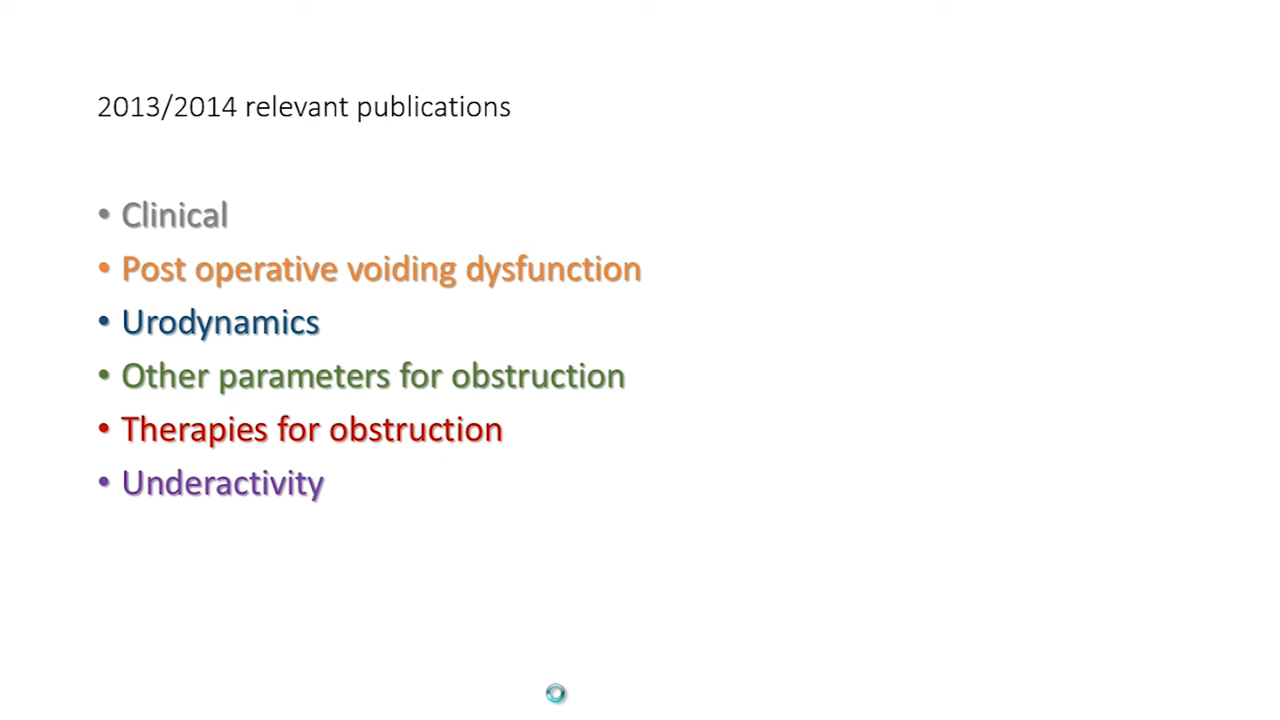 2013/2014 relevant publications
• Clinical
• Post operative voiding dysfunction
• Urodynamics
• Other parameters for obstruction
• Therapies for obstruction
• Underactivity